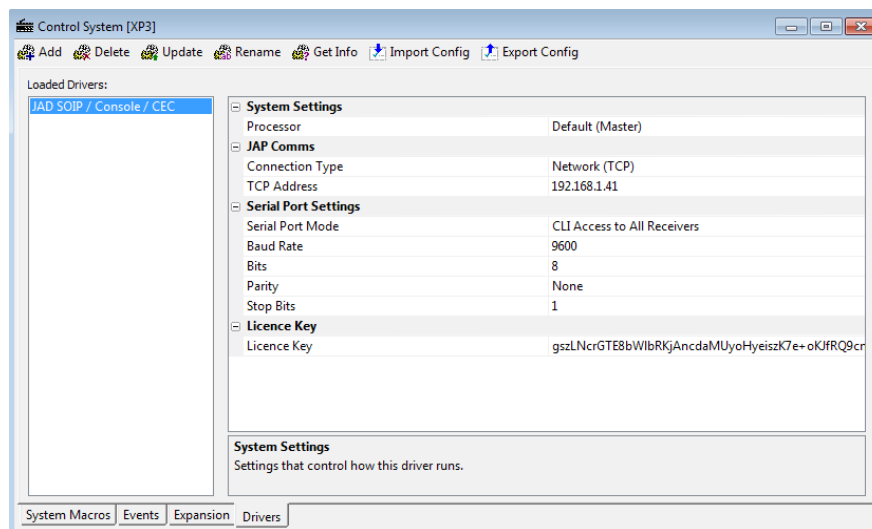 Control System [XP3]
Add Delete Update Rename Get Info Import Config Export Config
Loaded Drivers:
JAD SOIP / Console / CEC
System Settings
Processor Default (Master)
JAP Comms
Connection Type Network (TCP)
TCP Address 192.168.1.41
Serial Port Settings
Serial Port Mode CLI Access to All Receivers
Baud Rate 9600
Bits 8
Parity None
Stop Bits 1
Licence Key
Licence Key
System Settings
Settings that control how this driver runs.
System Macros Events Expansion Drivers